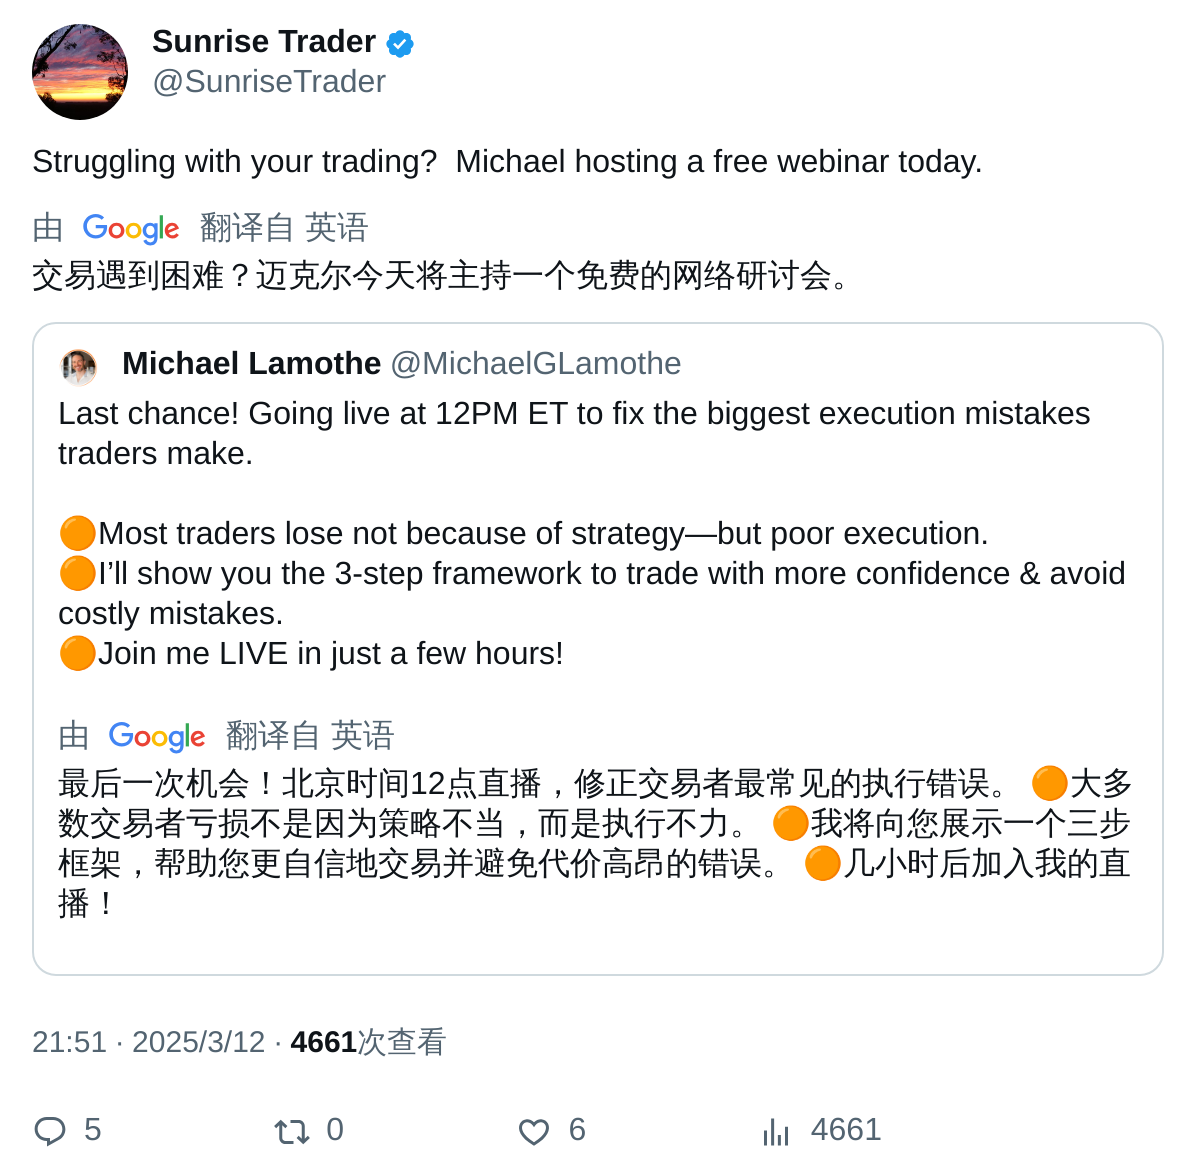 Sunrise Trader
@SunriseTrader
Struggling with your trading?  Michael hosting a free webinar today.
由 Google 翻译自 英语
交易遇到困难？迈克尔今天将主持一个免费的网络研讨会。
Michael Lamothe @MichaelGLamothe
Last chance! Going live at 12PM ET to fix the biggest execution mistakes
traders make.
🟠Most traders lose not because of strategy—but poor execution.
🟠I’ll show you the 3-step framework to trade with more confidence & avoid
costly mistakes.
🟠Join me LIVE in just a few hours!
由 Google 翻译自 英语
最后一次机会！北京时间12点直播，修正交易者最常见的执行错误。 🟠大多
数交易者亏损不是因为策略不当，而是执行不力。 🟠我将向您展示一个三步
框架，帮助您更自信地交易并避免代价高昂的错误。 🟠几小时后加入我的直
播！
21:51 · 2025/3/12 · 4661次查看
5 0 6 4661